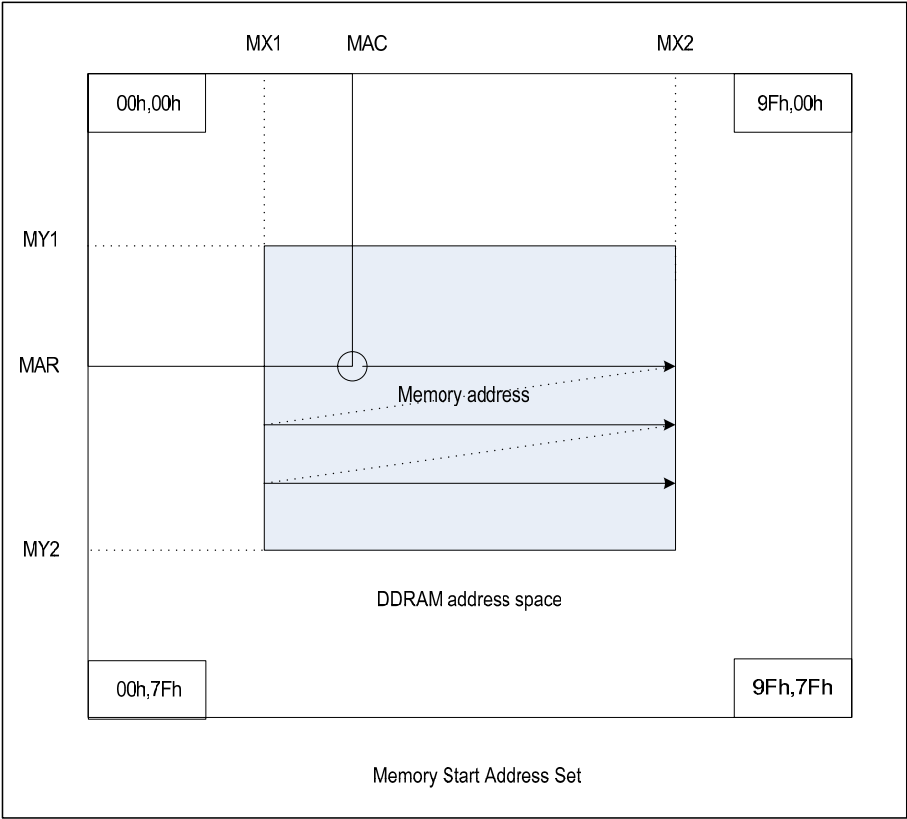 MX1 MAC MX2
00h,00h 9Fh,00h
MY1
MAR
Memory address
MY2
DDRAM address space
00h,7Fh 9Fh,7Fh
Memory Start Address Set